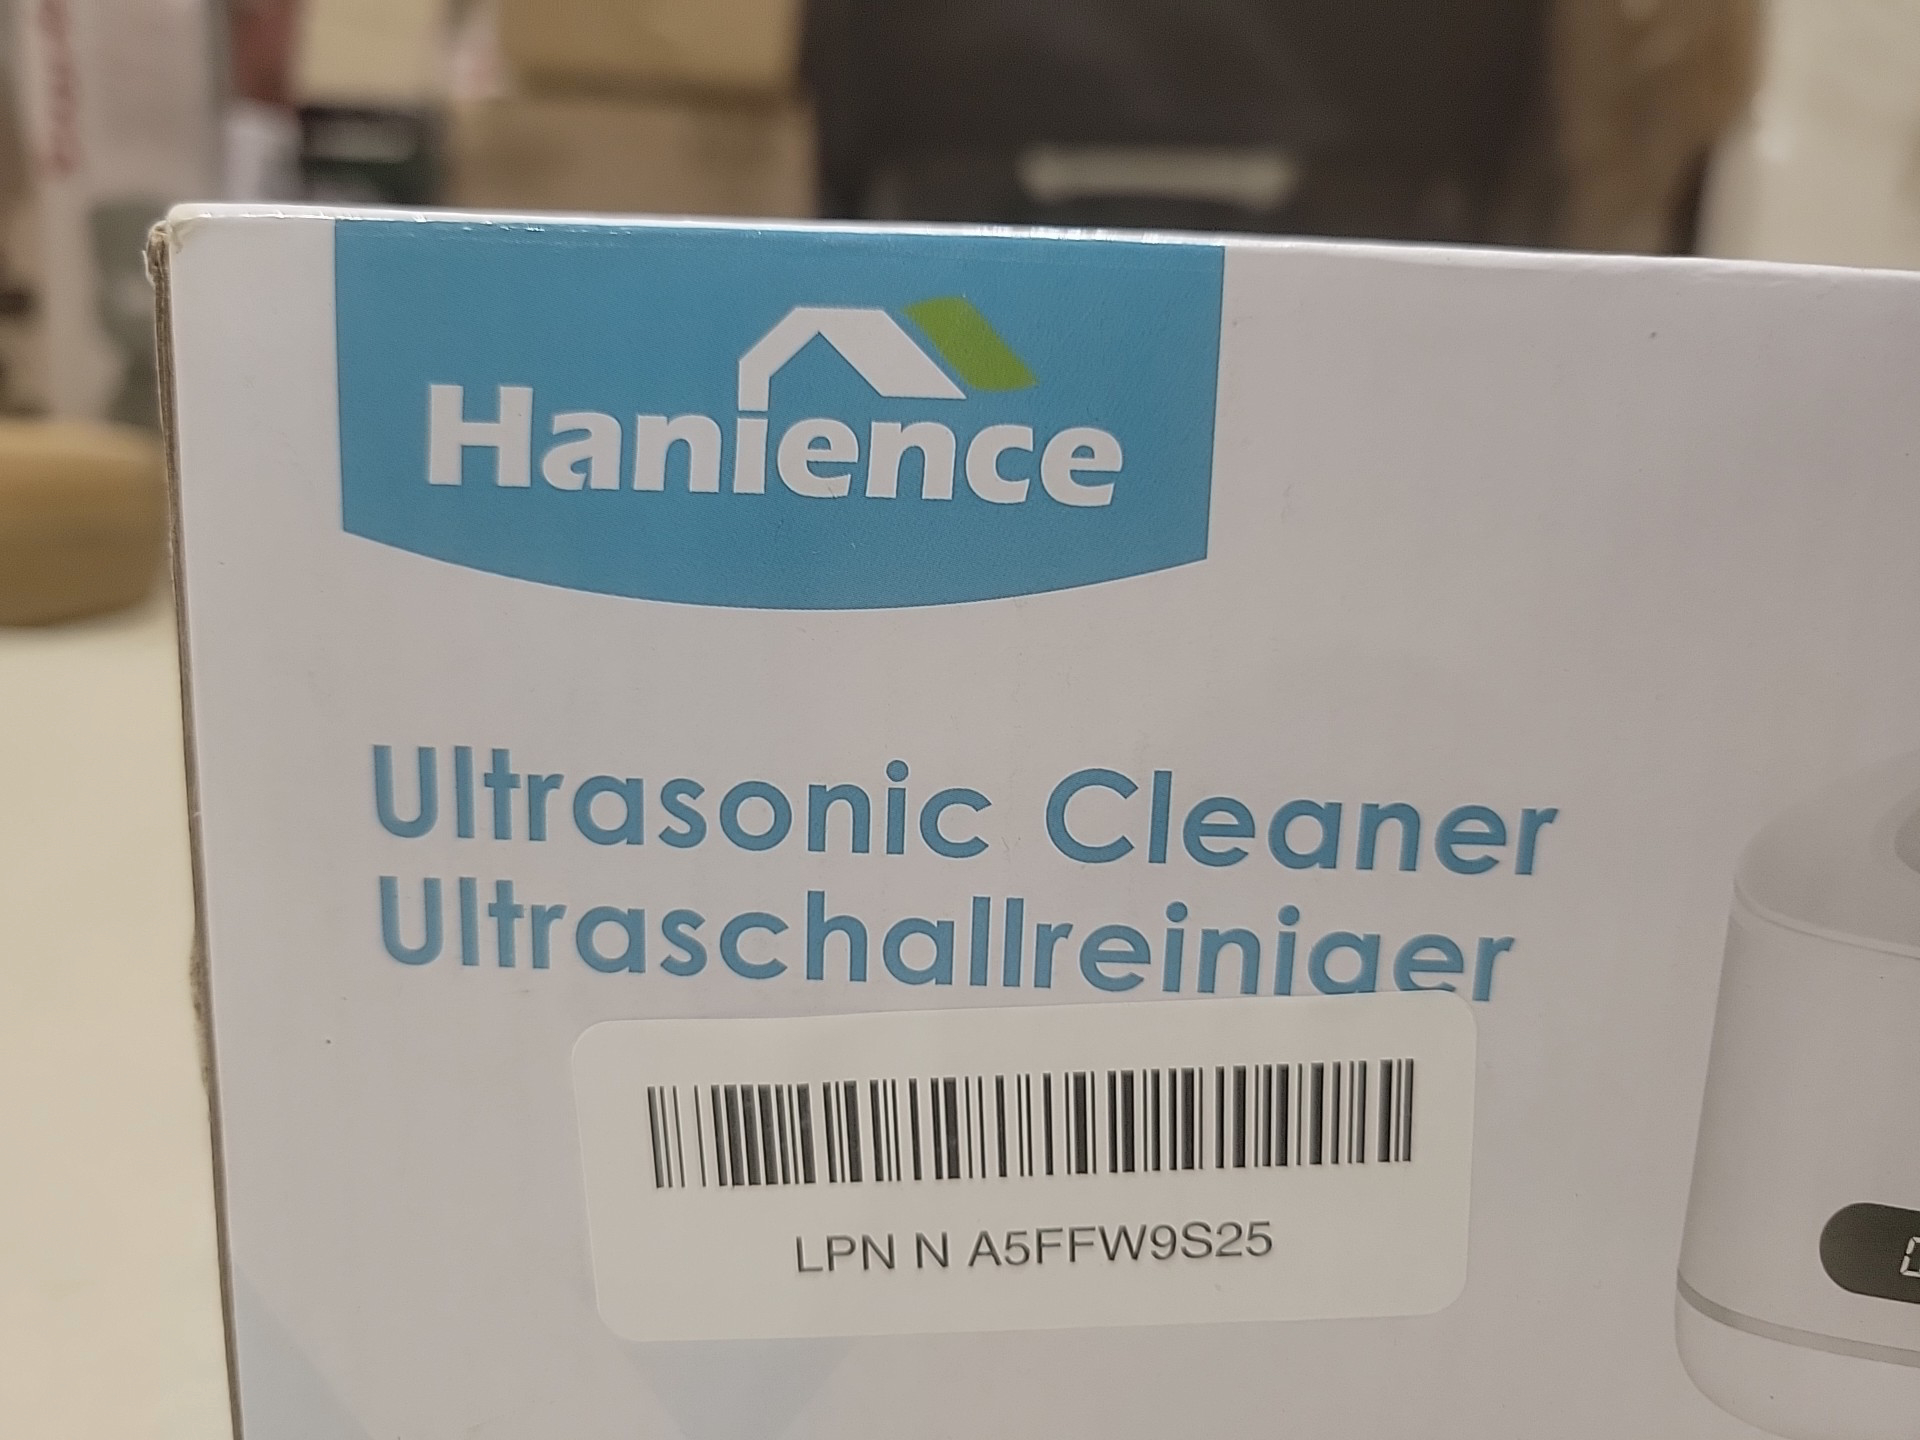 Hanience
Ultrasonic Cleaner
Ultraschallreiniger
LPN N A5FFW9S25